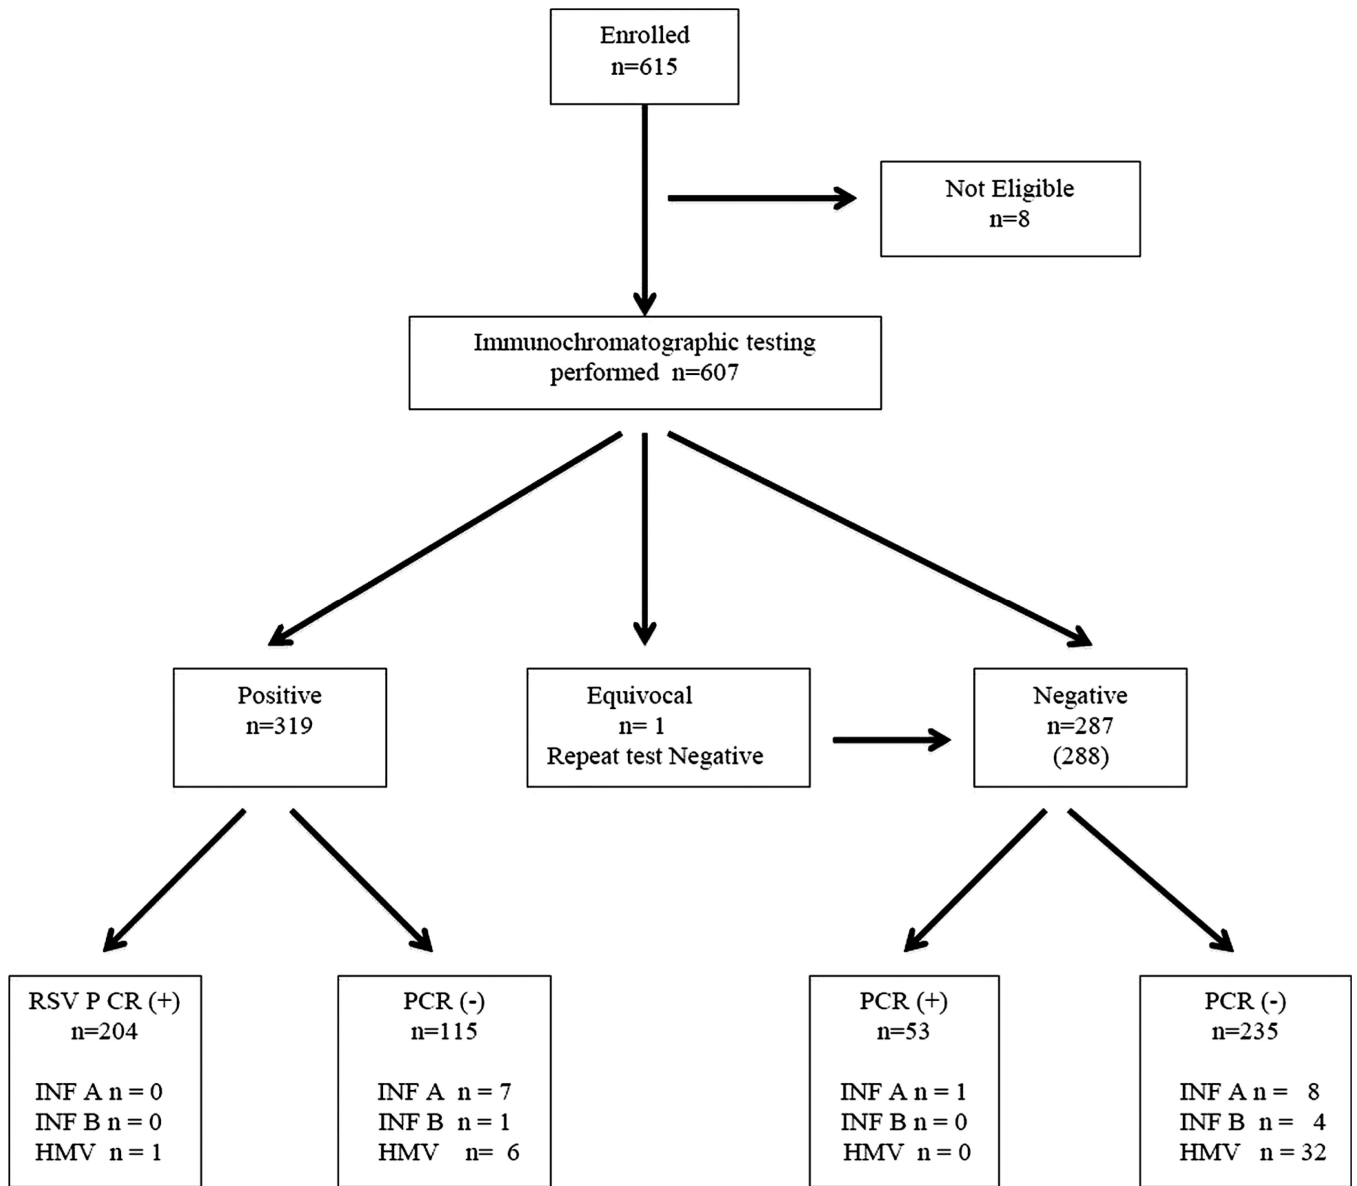 Enrolled
n=615
Not Eligible
n=8
Immunochromatographic testing
performed n=607
Positive
n=319
Equivocal
n= 1
Repeat test Negative
Negative
n=287
(288)
RSV P CR (+)
n=204
INF A n = 0
INF B n = 0
HMV n = 1
PCR (-)
n=115
INF A n = 7
INF B n = 1
HMV n= 6
PCR (+)
n=53
INF A n = 1
INF B n = 0
HMV n = 0
PCR (-)
n=235
INF A n = 8
INF B n = 4
HMV n = 32